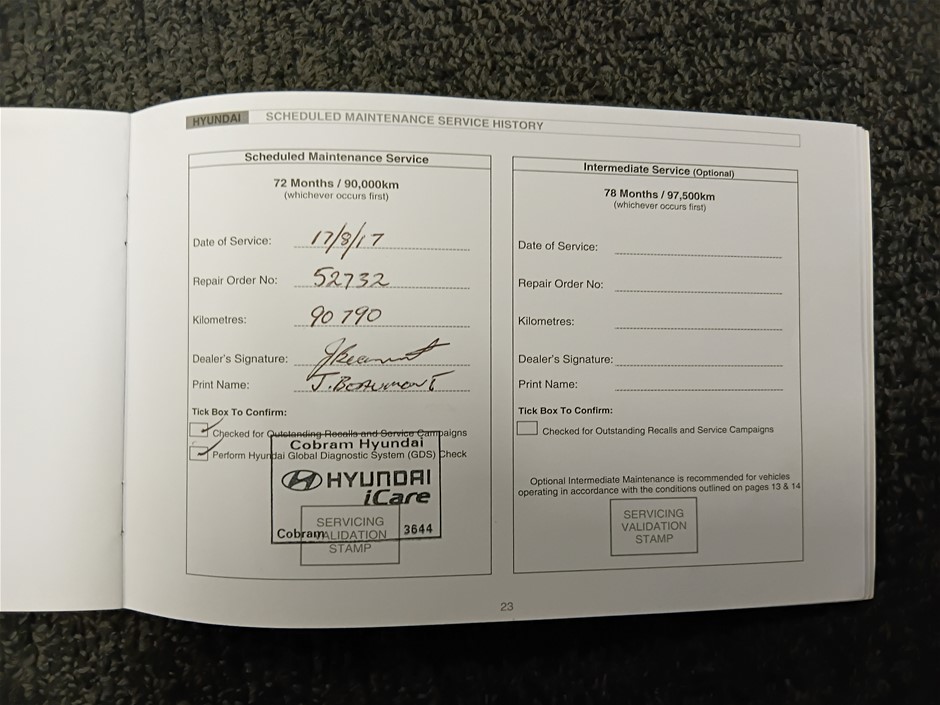 HYUNDAI SCHEDULED MAINTENANCE SERVICE HISTORY
Scheduled Maintenance Service
72 Months / 90,000km
(whichever occurs first)
Date of Service: 17/8/17
Repair Order No: 52732
Kilometres: 90 790
Dealer's Signature:
Print Name: J. BEAUMONT
Tick Box To Confirm:
Checked for Outstanding Recalls and Service Campaigns
Perform Hyundai Global Diagnostic System (GDS) Check
Cobram Hyundai
HYUNDAI
iCare
Cobram 3644
SERVICING
VALIDATION
STAMP
Intermediate Service (Optional)
78 Months / 97,500km
(whichever occurs first)
Date of Service:
Repair Order No:
Kilometres:
Dealer's Signature:
Print Name:
Tick Box To Confirm:
Checked for Outstanding Recalls and Service Campaigns
Optional Intermediate Maintenance is recommended for vehicles
operating in accordance with the conditions outlined on pages 13 & 14
SERVICING
VALIDATION
STAMP
23